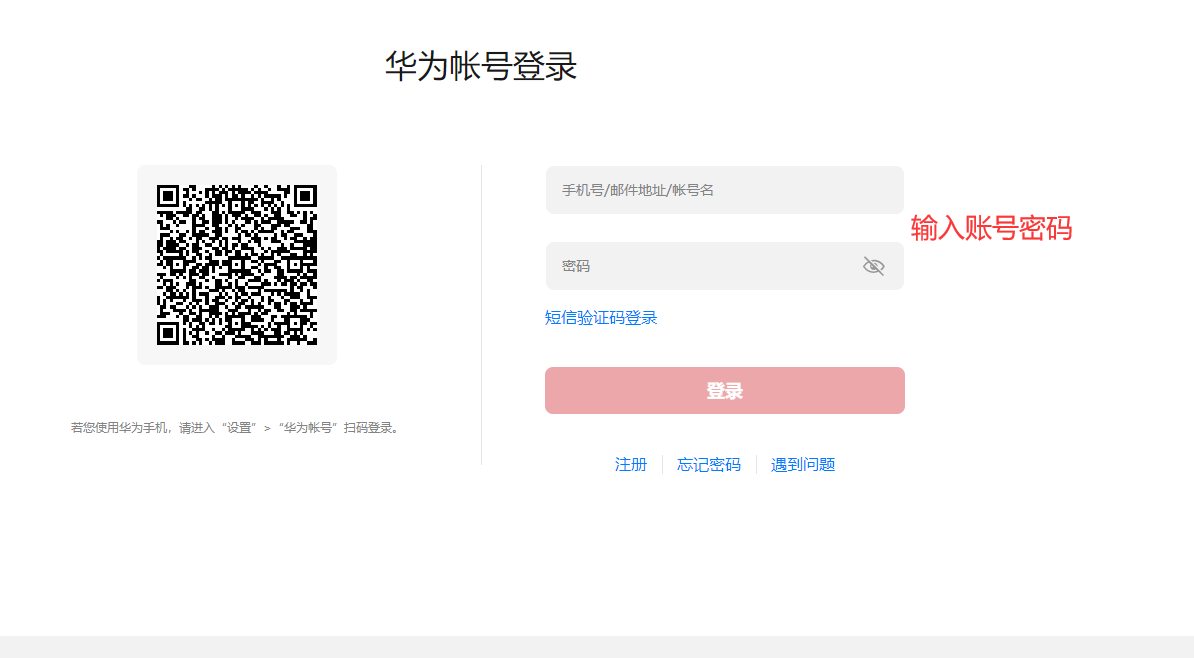 华为帐号登录
手机号/邮件地址/帐号名
输入账号密码
密码
短信验证码登录
登录
若您使用华为手机，请进入“设置” > “华为帐号” 扫码登录。
注册
忘记密码
遇到问题